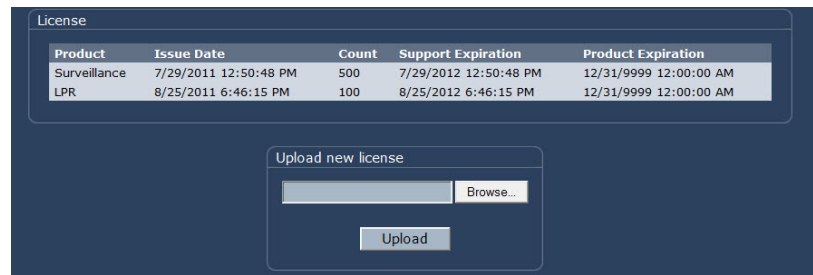 License
Product Issue Date Count Support Expiration Product Expiration
Surveillance 7/29/2011 12:50:48 PM 500 7/29/2012 12:50:48 PM 12/31/9999 12:00:00 AM
LPR 8/25/2011 6:46:15 PM 100 8/25/2012 6:46:15 PM 12/31/9999 12:00:00 AM
Upload new license
Browse...
Upload